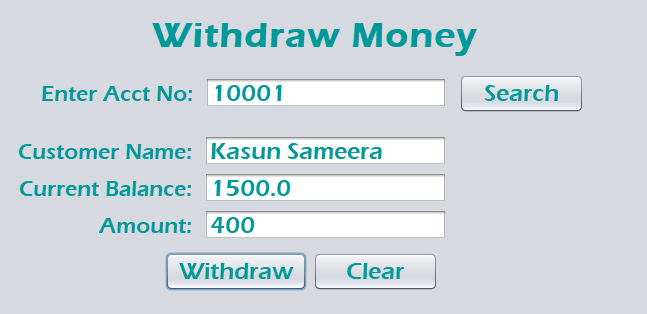 Withdraw Money
Enter Acct No: 10001 Search
Customer Name: Kasun Sameera
Current Balance: 1500.0
Amount: 400
Withdraw Clear